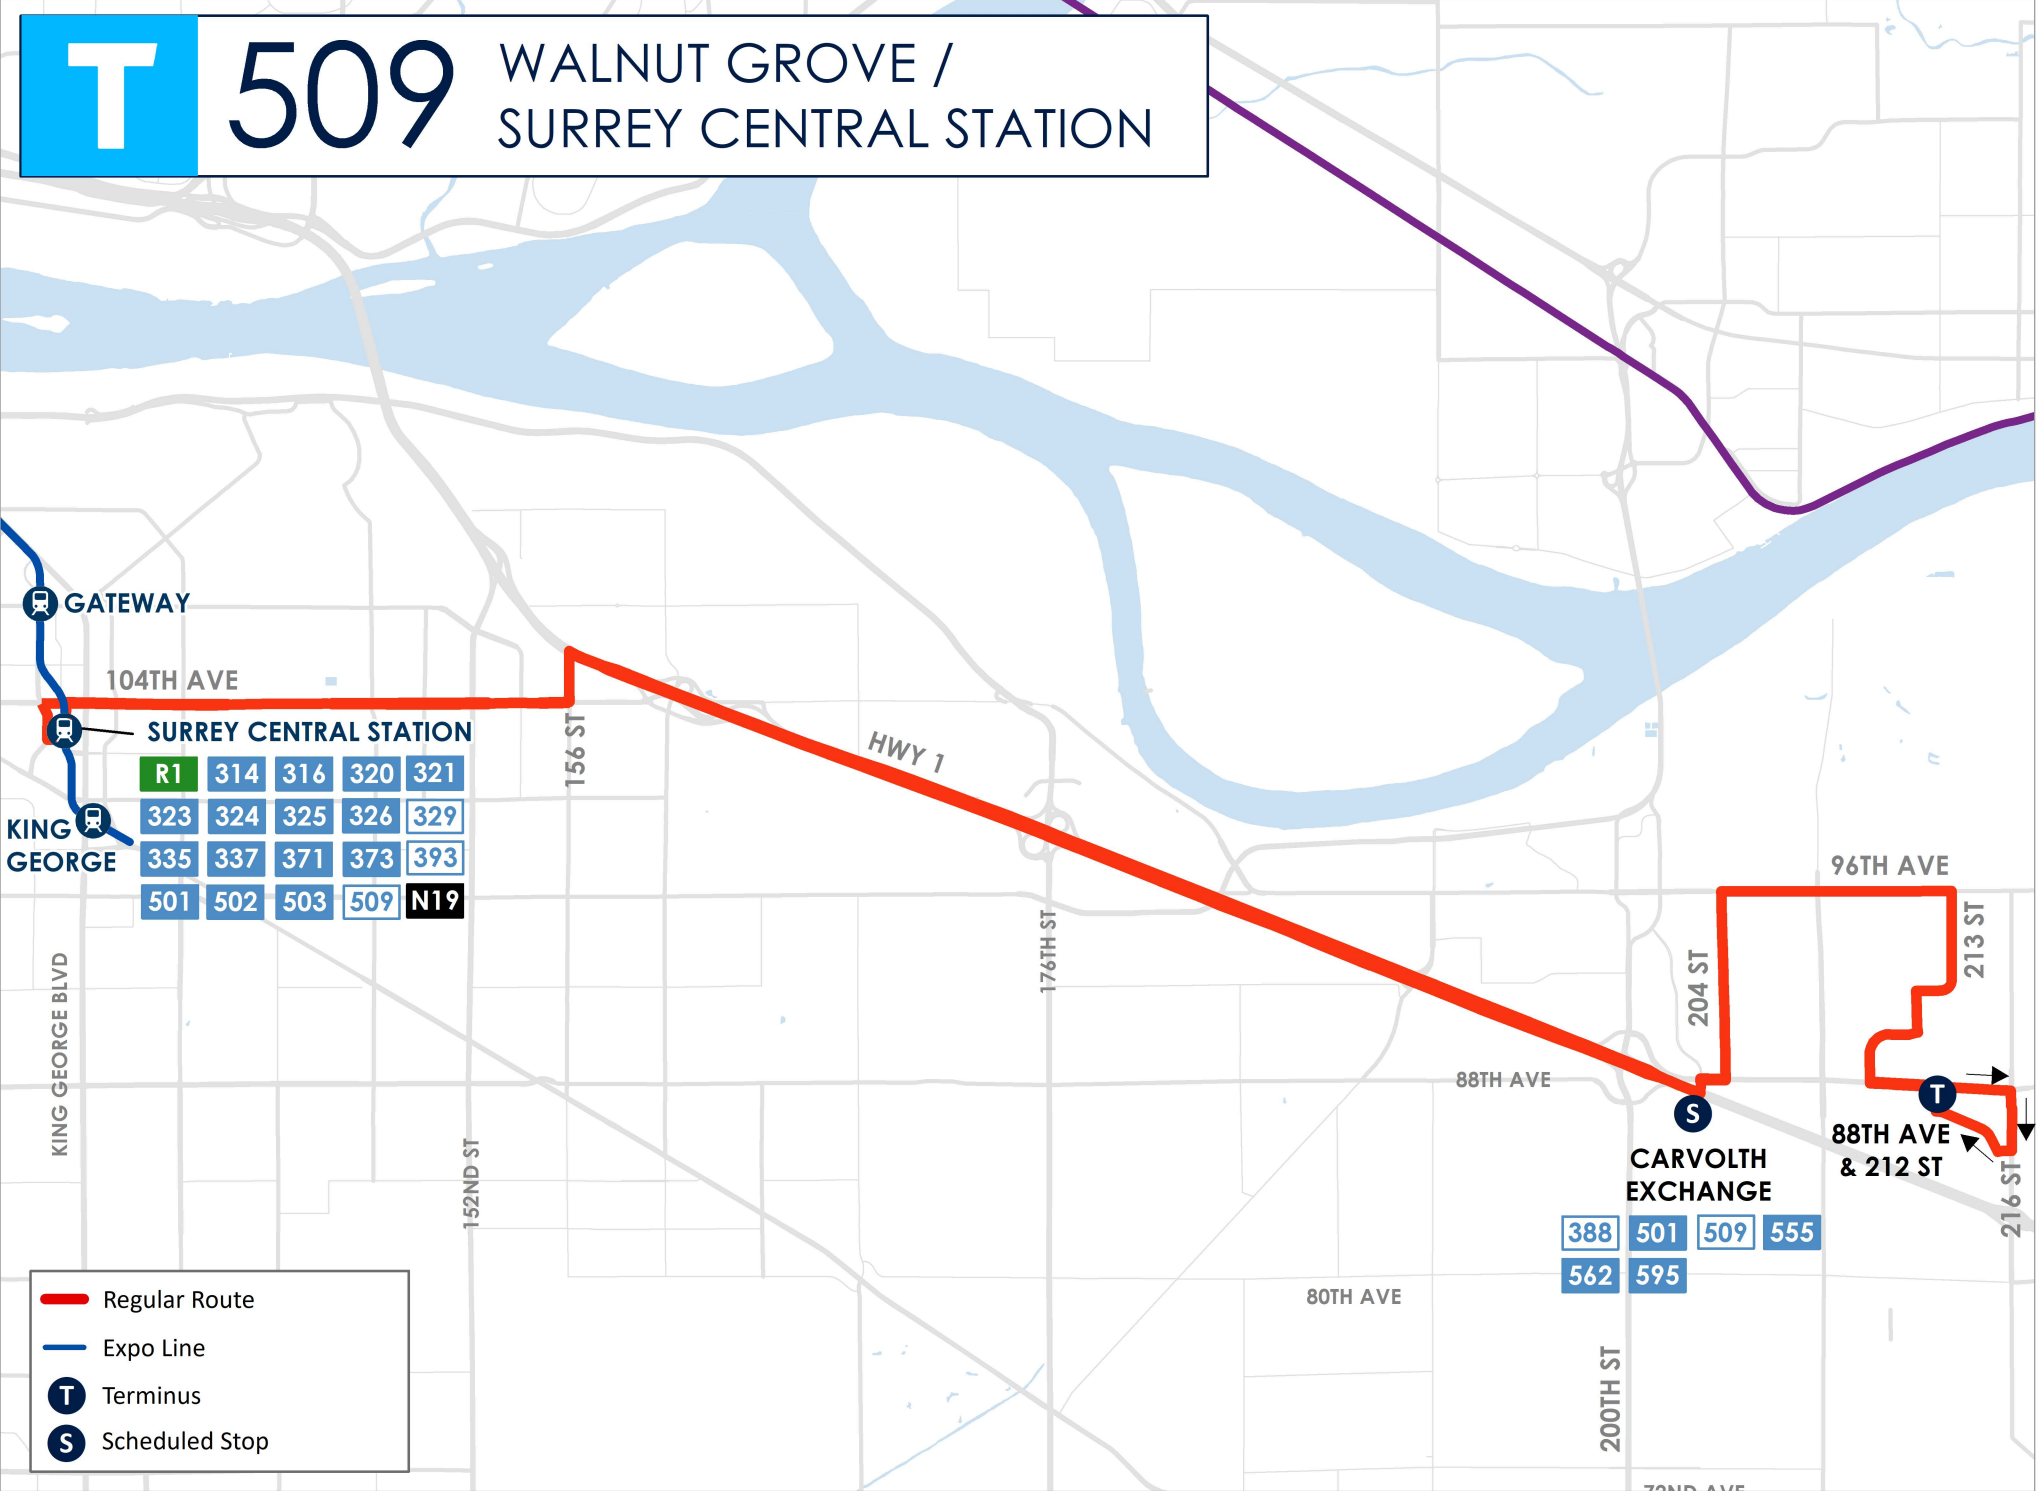 T 509 WALNUT GROVE /
SURREY CENTRAL STATION
GATEWAY
104TH AVE
SURREY CENTRAL STATION
R1 314 316 320 321
323 324 325 326 329
335 337 371 373 393
501 502 503 509 N19
KING
GEORGE
156 ST
HWY 1
KING GEORGE BLVD
152ND ST
176TH ST
96TH AVE
213 ST
204 ST
88TH AVE
S
CARVOLTH
EXCHANGE
388 501 509 555
562 595
T
88TH AVE
& 212 ST
216 ST
80TH AVE
200TH ST
72ND AVE
Regular Route
Expo Line
T Terminus
S Scheduled Stop